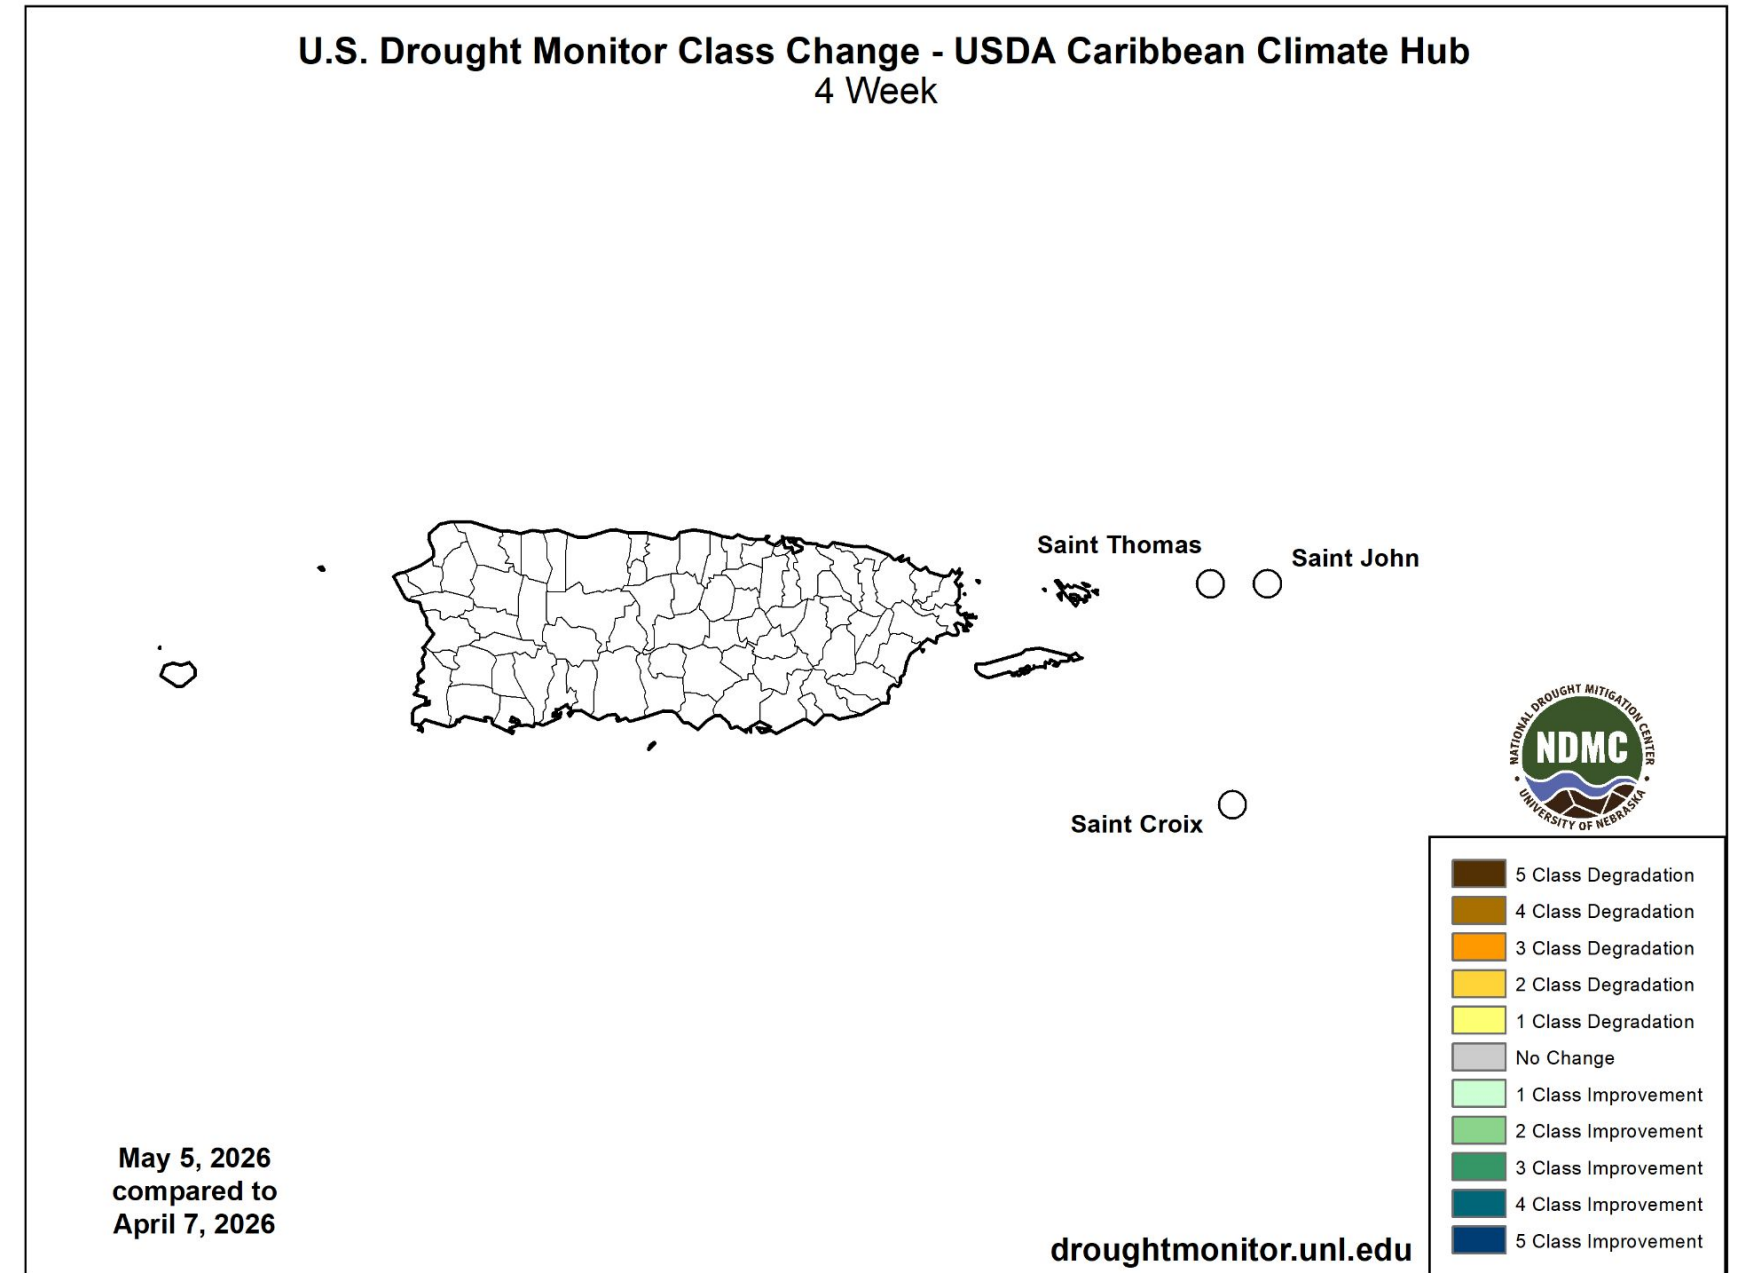 U.S. Drought Monitor Class Change - USDA Caribbean Climate Hub
4 Week
Saint Thomas
Saint John
Saint Croix
NATIONAL DROUGHT MITIGATION CENTER
NDMC
UNIVERSITY OF NEBRASKA
5 Class Degradation
4 Class Degradation
3 Class Degradation
2 Class Degradation
1 Class Degradation
No Change
1 Class Improvement
2 Class Improvement
3 Class Improvement
4 Class Improvement
5 Class Improvement
May 5, 2026
compared to
April 7, 2026
droughtmonitor.unl.edu